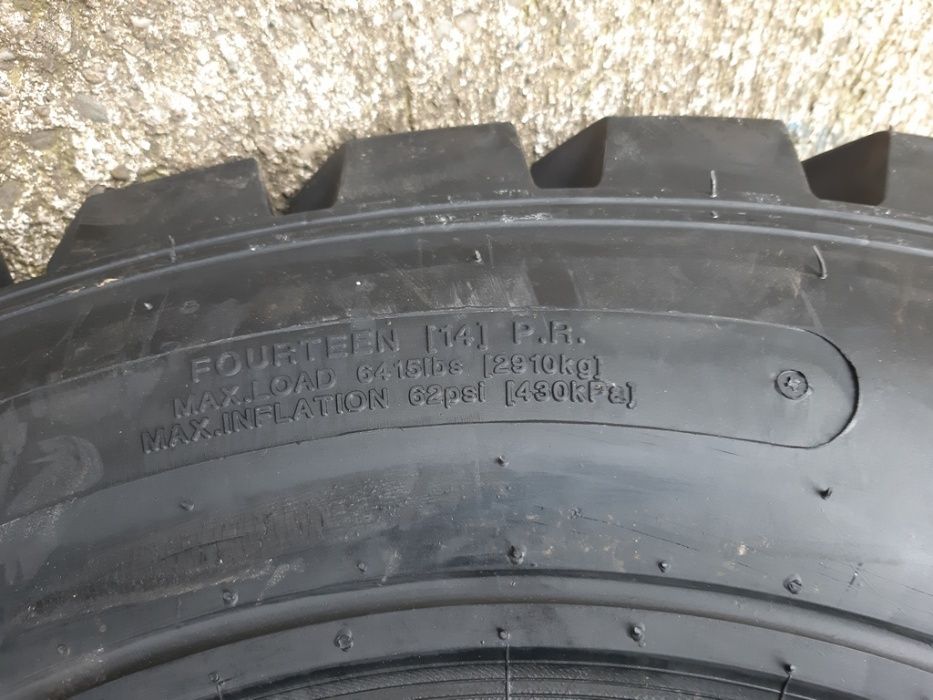 FOURTEEN [14] P.R.
MAX.LOAD 6415lbs [2910kg]
MAX.INFLATION 62psi [430kPa]